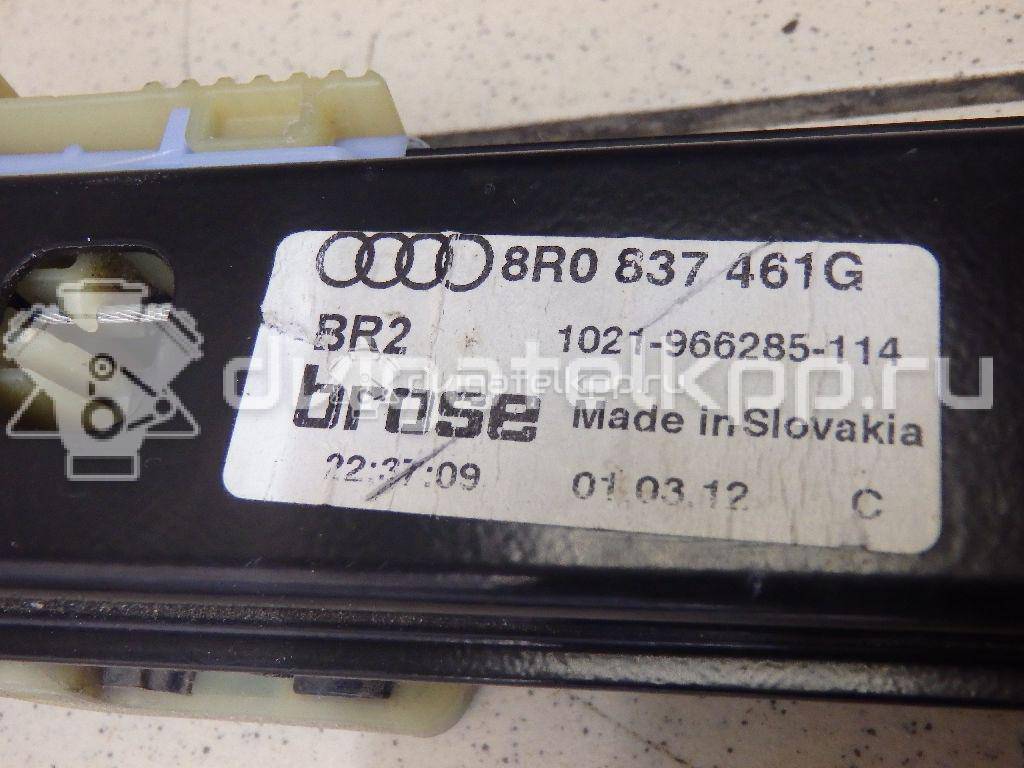 8R0 837 461G
BR2 1021-966285-114
brose Made in Slovakia
22:37:09 01.03.12 C
dvigatelkpp.ru